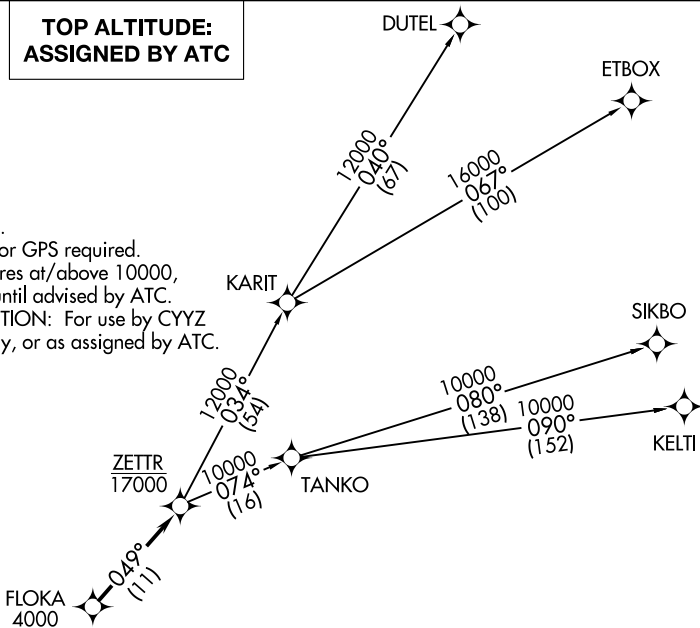 TOP ALTITUDE:
ASSIGNED BY ATC
DUTEL
ETBOX
12000
040°
(67)
16000
067°
(100)
.
or GPS required.
res at/above 10000,
until advised by ATC.
TION: For use by CYYZ
y, or as assigned by ATC.
KARIT
SIKBO
12000
034°
(54)
10000
080°
(138)
10000
090°
(152)
KELTI
ZETTR
17000
10000
074°
(16)
TANKO
049°
(11)
FLOKA
4000